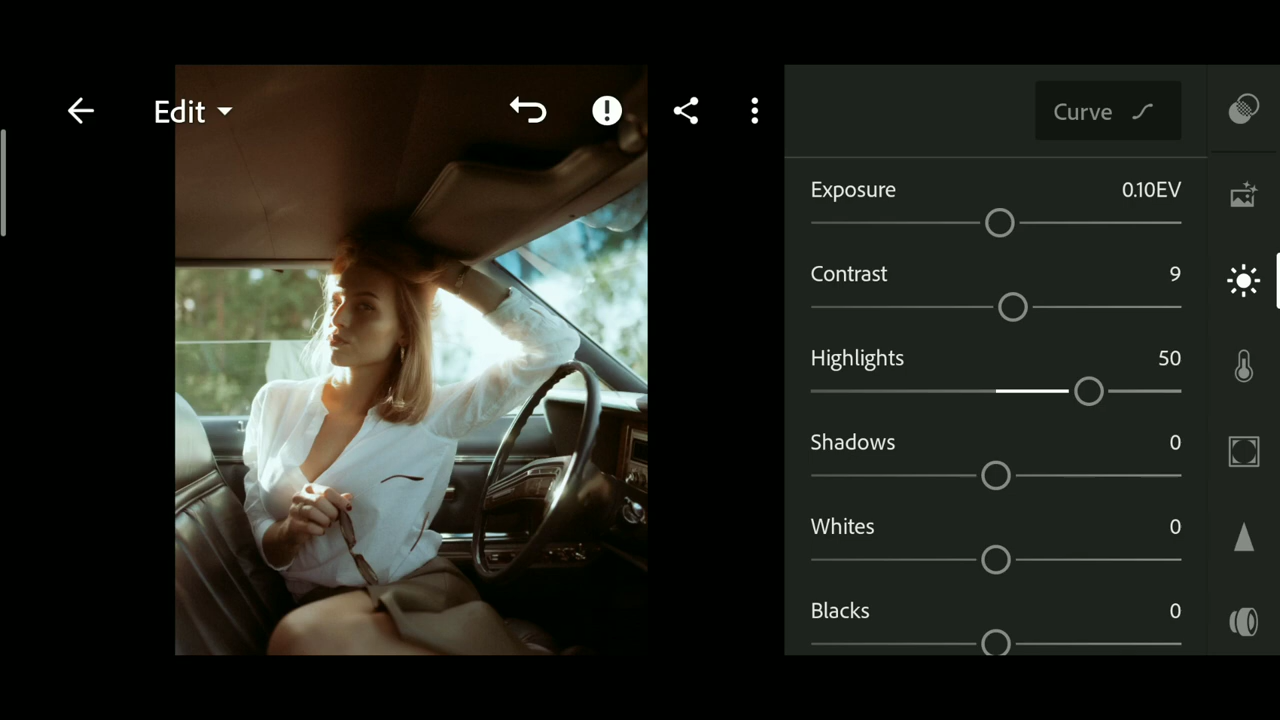 Edit
Curve
Exposure 0.10EV
Contrast 9
Highlights 50
Shadows 0
Whites 0
Blacks 0